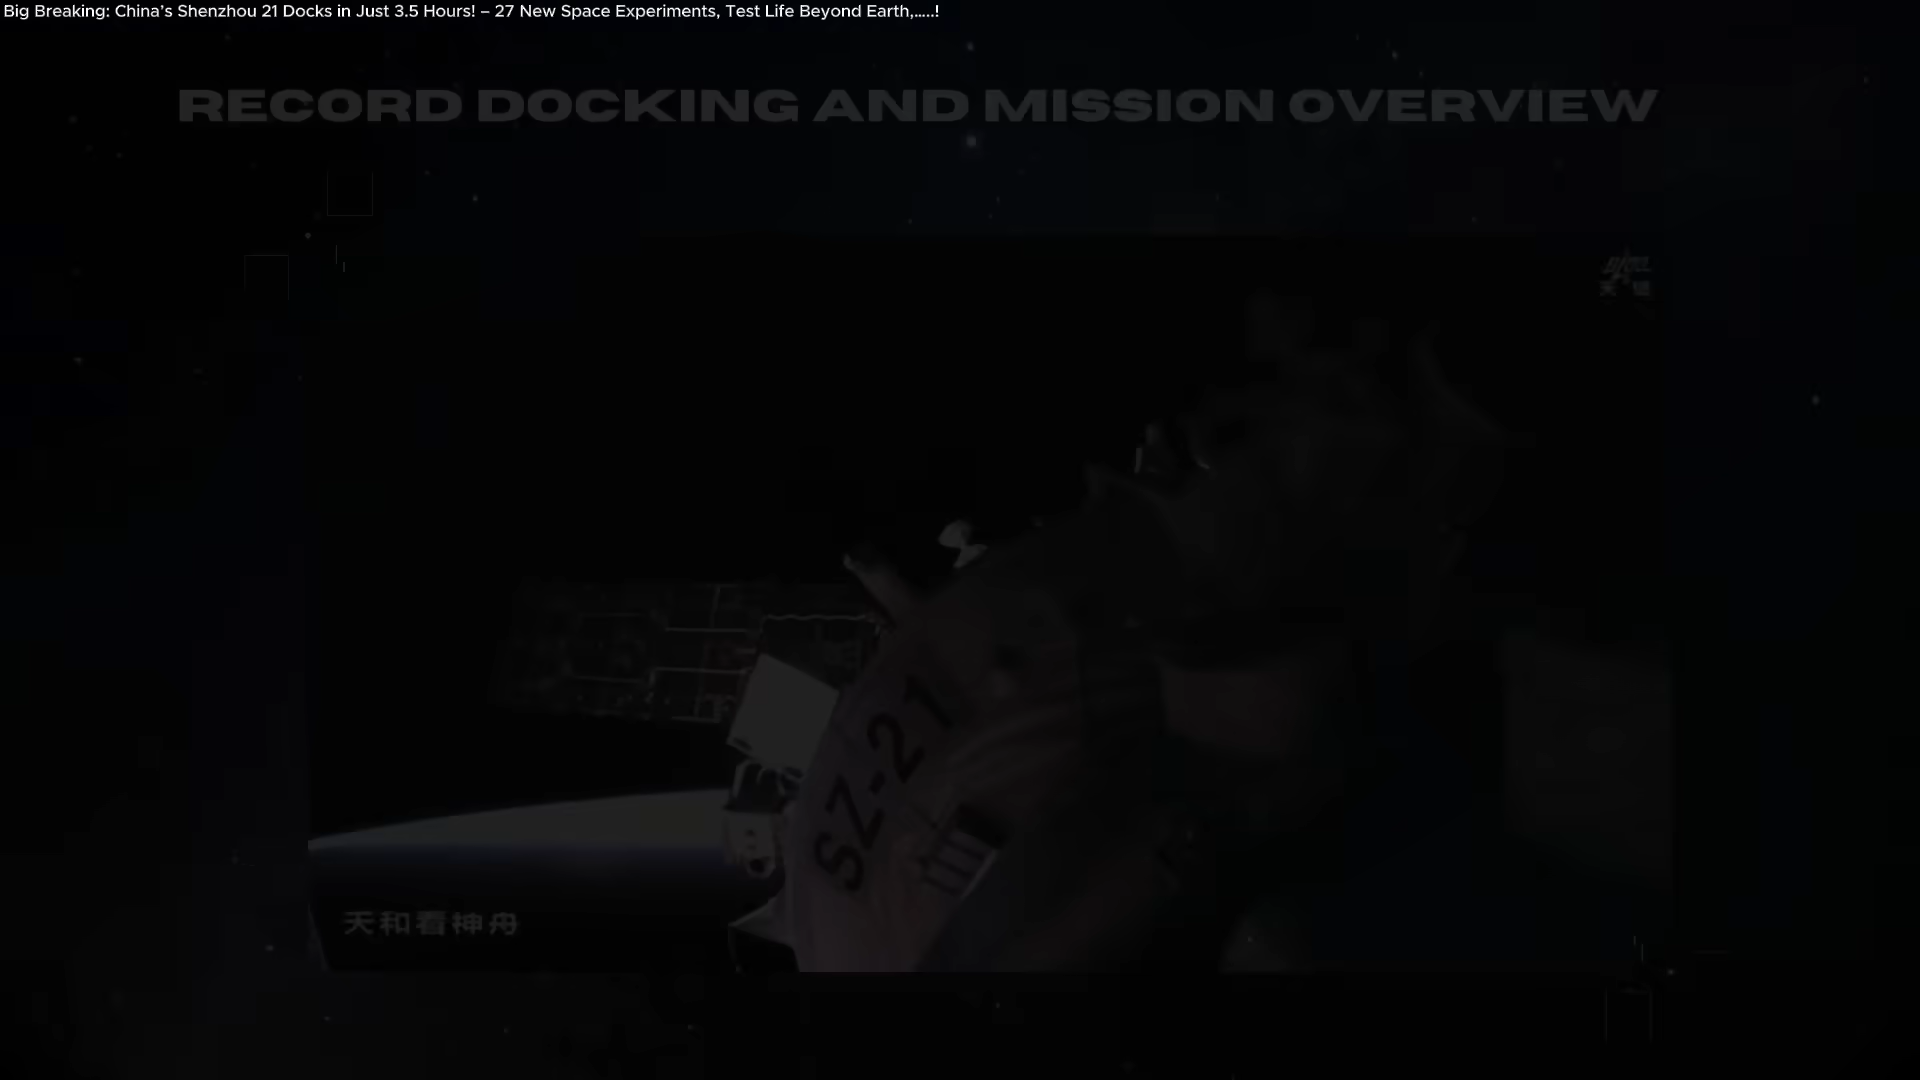 Big Breaking: China’s Shenzhou 21 Docks in Just 3.5 Hours! – 27 New Space Experiments, Test Life Beyond Earth,.....!
RECORD DOCKING AND MISSION OVERVIEW
SZ-21
天和看神舟